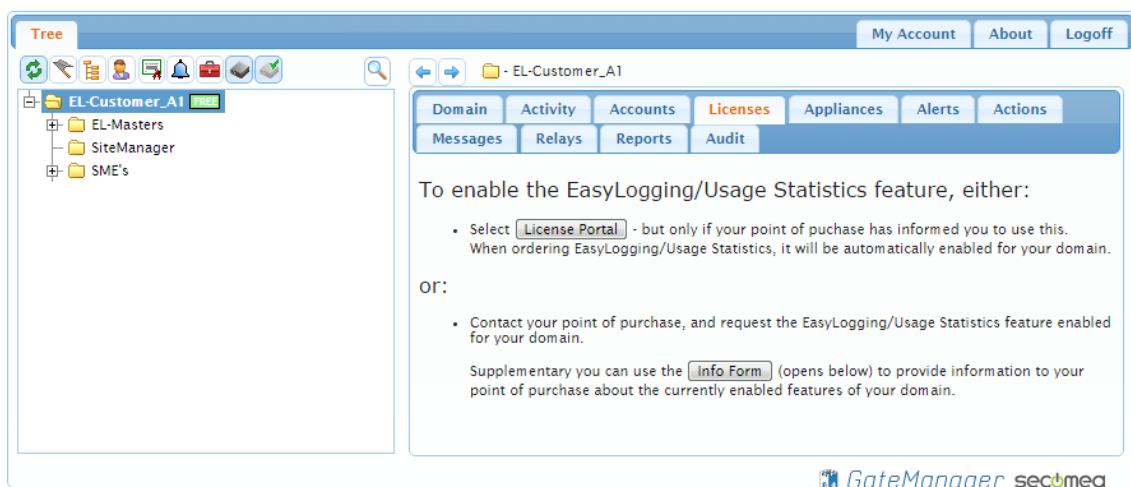 Tree
My Account
About
Logoff
- EL-Customer_A1
EL-Customer_A1 FREE
EL-Masters
SiteManager
SME's
Domain
Activity
Accounts
Licenses
Appliances
Alerts
Actions
Messages
Relays
Reports
Audit
To enable the EasyLogging/Usage Statistics feature, either:
• Select License Portal - but only if your point of puchase has informed you to use this.
When ordering EasyLogging/Usage Statistics, it will be automatically enabled for your domain.
or:
• Contact your point of purchase, and request the EasyLogging/Usage Statistics feature enabled
for your domain.
Supplementary you can use the Info Form (opens below) to provide information to your
point of purchase about the currently enabled features of your domain.
GateManager secomea